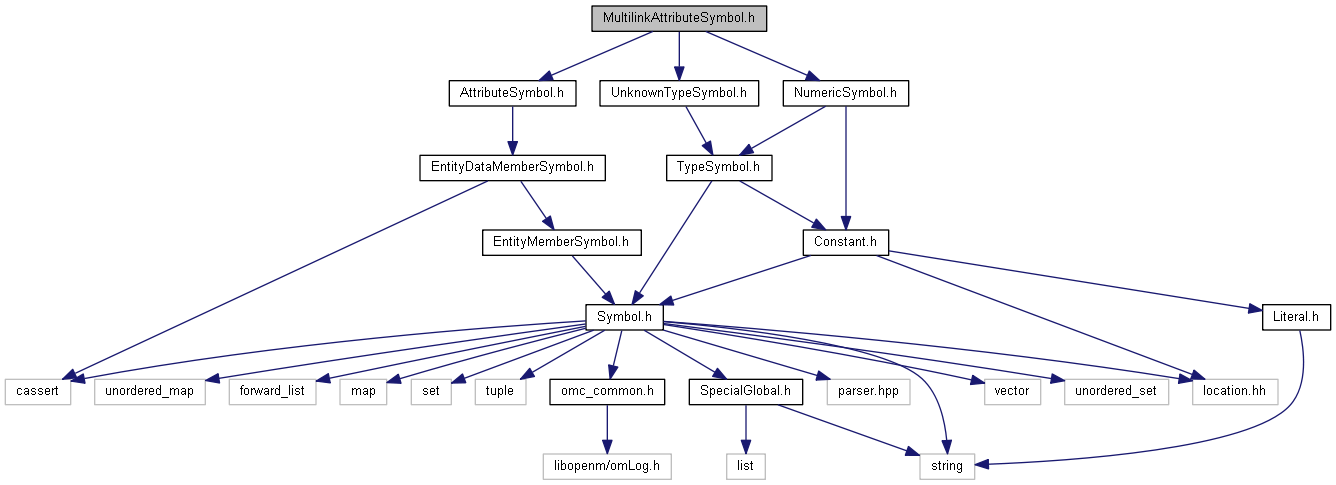 MultilinkAttributeSymbol.h
AttributeSymbol.h
UnknownTypeSymbol.h
NumericSymbol.h
EntityDataMemberSymbol.h
TypeSymbol.h
EntityMemberSymbol.h
Constant.h
Symbol.h
Literal.h
cassert
unordered_map
forward_list
map
set
tuple
omc_common.h
SpecialGlobal.h
parser.hpp
vector
unordered_set
location.hh
libopenm/omLog.h
list
string